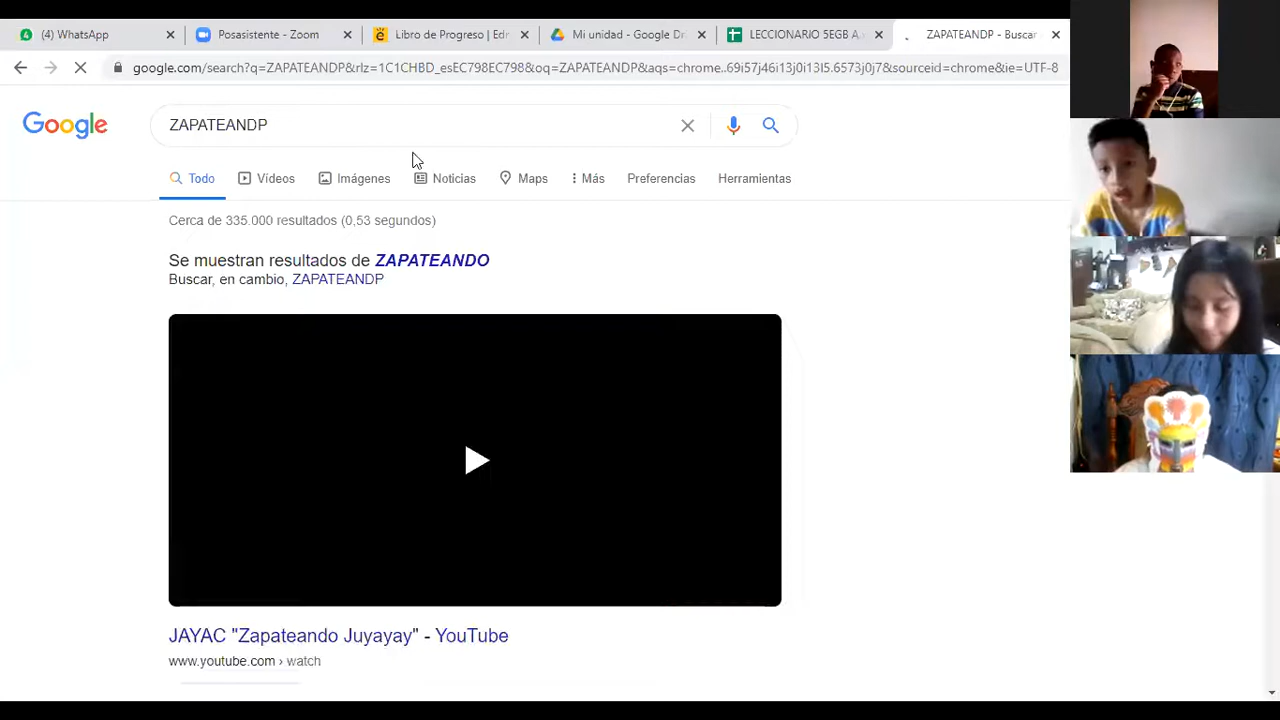 (4) WhatsApp
Posasistente - Zoom
Libro de Progreso | Edn
Mi unidad - Google Dr
LECCIONARIO 5EGB A
ZAPATEANDP - Buscar
google.com/search?q=ZAPATEANDP&rlz=1C1CHBD_esEC798EC798&oq=ZAPATEANDP&aqs=chrome..69i57j46i13j0i13l5.6573j0j7&sourceid=chrome&ie=UTF-8
Google
ZAPATEANDP
Todo
Vídeos
Imágenes
Noticias
Maps
Más
Preferencias
Herramientas
Cerca de 335.000 resultados (0,53 segundos)
Se muestran resultados de ZAPATEANDO
Buscar, en cambio, ZAPATEANDP
JAYAC "Zapateando Juyayay" - YouTube
www.youtube.com › watch